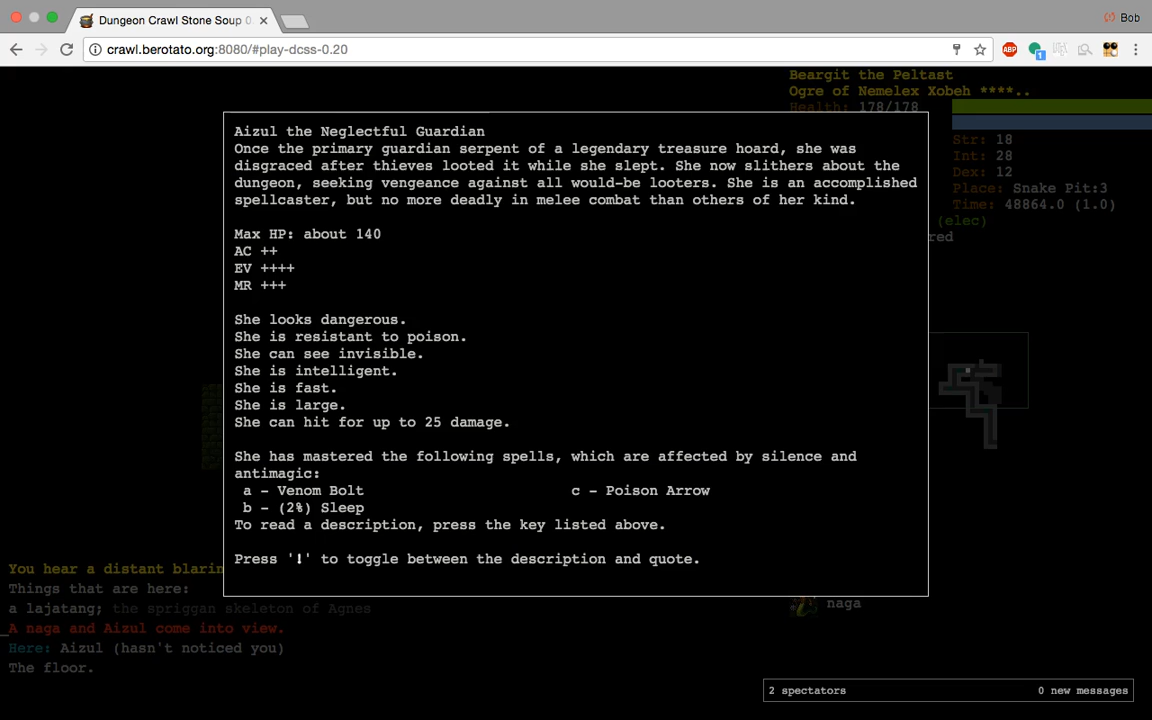 Dungeon Crawl Stone Soup 0.
Bob
crawl.berotato.org:8080/#play-dcss-0.20
ABP
1
Beargit the Peltast
Ogre of Nemelex Xobeh ****..
Health: 178/178
Str: 18
Int: 28
Dex: 12
Place: Snake Pit:3
Time: 48864.0 (1.0)
(elec)
red
Aizul the Neglectful Guardian
Once the primary guardian serpent of a legendary treasure hoard, she was
disgraced after thieves looted it while she slept. She now slithers about the
dungeon, seeking vengeance against all would-be looters. She is an accomplished
spellcaster, but no more deadly in melee combat than others of her kind.
Max HP: about 140
AC ++
EV ++++
MR +++
She looks dangerous.
She is resistant to poison.
She can see invisible.
She is intelligent.
She is fast.
She is large.
She can hit for up to 25 damage.
She has mastered the following spells, which are affected by silence and
antimagic:
a - Venom Bolt c - Poison Arrow
b - (2%) Sleep
To read a description, press the key listed above.
Press '!' to toggle between the description and quote.
You hear a distant blarin
Things that are here:
a lajatang; the spriggan skeleton of Agnes
_A naga and Aizul come into view.
Here: Aizul (hasn't noticed you)
The floor.
naga
2 spectators 0 new messages